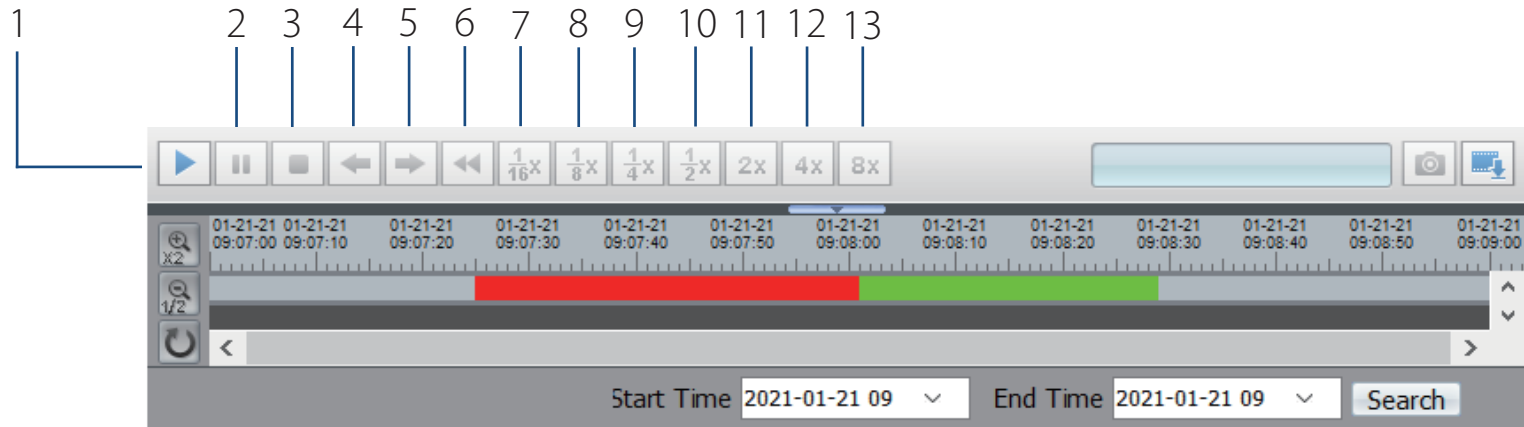 1 2 3 4 5 6 7 8 9 10 11 12 13
1/16x 1/8x 1/4x 1/2x 2x 4x 8x
01-21-21 01-21-21 01-21-21 01-21-21 01-21-21 01-21-21 01-21-21 01-21-21 01-21-21 01-21-21 01-21-21 01-21-21 01-21-21
09:07:00 09:07:10 09:07:20 09:07:30 09:07:40 09:07:50 09:08:00 09:08:10 09:08:20 09:08:30 09:08:40 09:08:50 09:09:00
X2
1/2
Start Time 2021-01-21 09 End Time 2021-01-21 09 Search